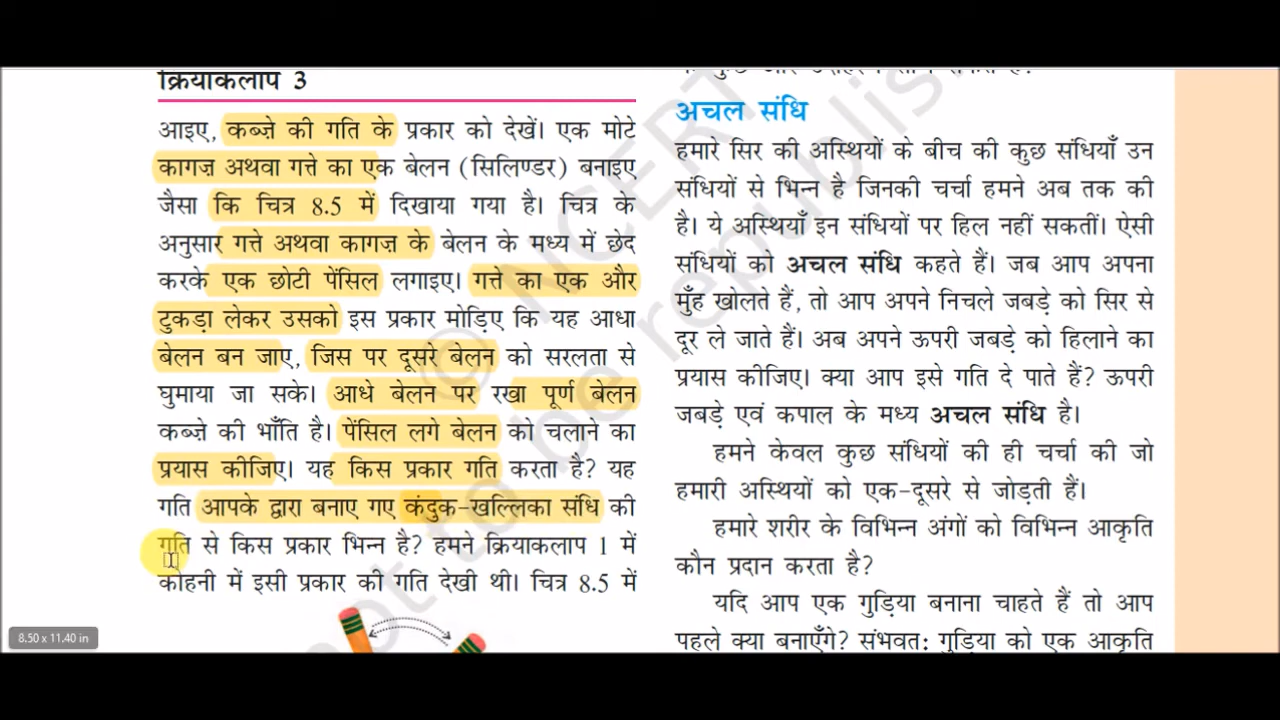 क्रियाकलाप 3
आइए, कब्ज़े की गति के प्रकार को देखें। एक मोटे
कागज़ अथवा गत्ते का एक बेलन (सिलिण्डर) बनाइए
जैसा कि चित्र 8.5 में दिखाया गया है। चित्र के
अनुसार गत्ते अथवा कागज़ के बेलन के मध्य में छेद
करके एक छोटी पेंसिल लगाइए। गत्ते का एक और
टुकड़ा लेकर उसको इस प्रकार मोड़िए कि यह आधा
बेलन बन जाए, जिस पर दूसरे बेलन को सरलता से
घुमाया जा सके। आधे बेलन पर रखा पूर्ण बेलन
कब्ज़े की भाँति है। पेंसिल लगे बेलन को चलाने का
प्रयास कीजिए। यह किस प्रकार गति करता है? यह
गति आपके द्वारा बनाए गए कंदुक-खल्लिका संधि की
गति से किस प्रकार भिन्न है? हमने क्रियाकलाप 1 में
कोहनी में इसी प्रकार की गति देखी थी। चित्र 8.5 में
अचल संधि
हमारे सिर की अस्थियों के बीच की कुछ संधियाँ उन
संधियों से भिन्न है जिनकी चर्चा हमने अब तक की
है। ये अस्थियाँ इन संधियों पर हिल नहीं सकतीं। ऐसी
संधियों को अचल संधि कहते हैं। जब आप अपना
मुँह खोलते हैं, तो आप अपने निचले जबड़े को सिर से
दूर ले जाते हैं। अब अपने ऊपरी जबड़े को हिलाने का
प्रयास कीजिए। क्या आप इसे गति दे पाते हैं? ऊपरी
जबड़े एवं कपाल के मध्य अचल संधि है।
हमने केवल कुछ संधियों की ही चर्चा की जो
हमारी अस्थियों को एक-दूसरे से जोड़ती हैं।
हमारे शरीर के विभिन्न अंगों को विभिन्न आकृति
कौन प्रदान करता है?
यदि आप एक गुड़िया बनाना चाहते हैं तो आप
पहले क्या बनाएँगे? संभवत: गुड़िया को एक आकृति
© NCERT
not to be republis
8.50 x 11.40 in